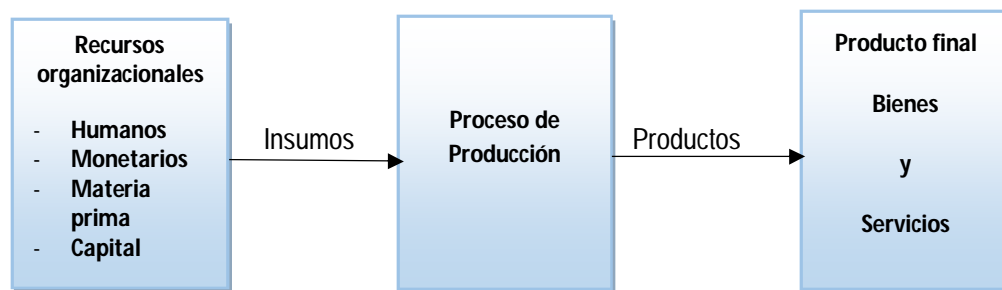 Recursos
organizacionales
- Humanos
- Monetarios
- Materia
prima
- Capital
Insumos
Proceso de
Producción
Productos
Producto final
Bienes
y
Servicios